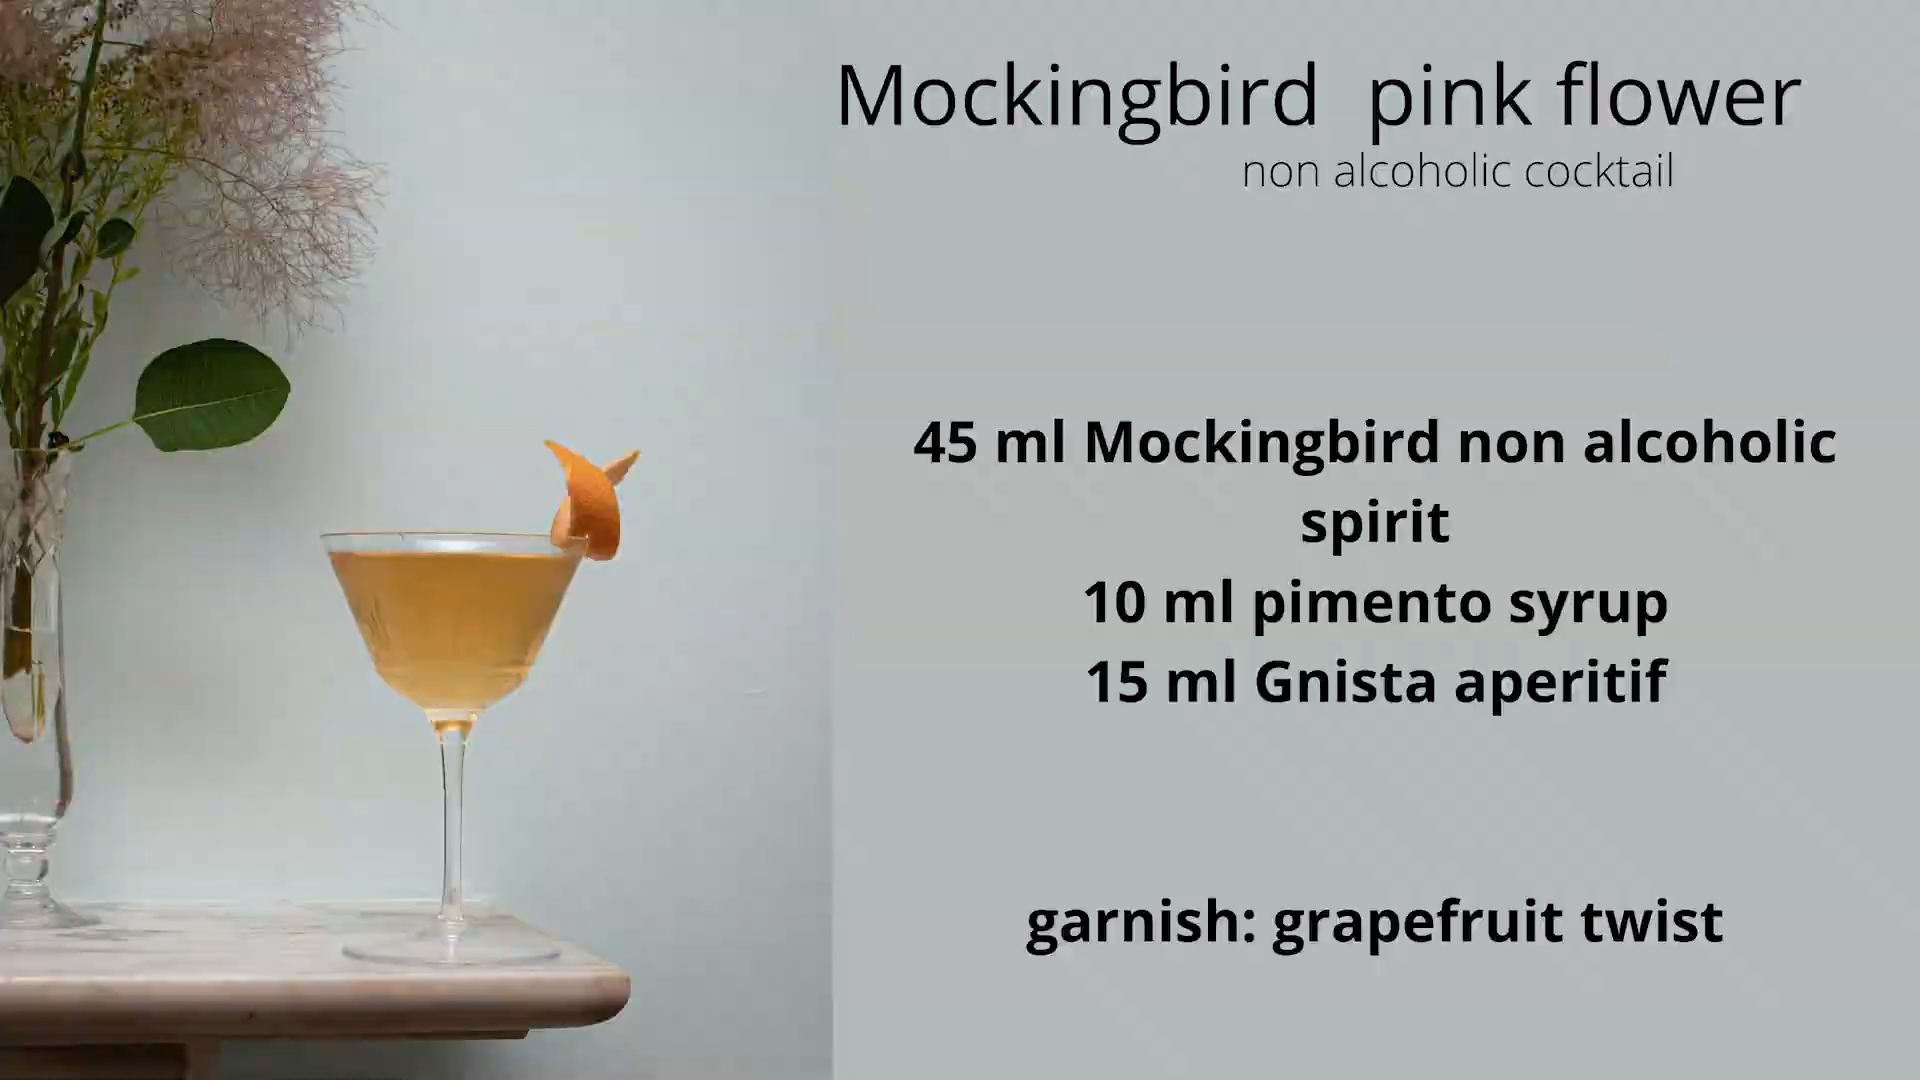 Mockingbird pink flower
non alcoholic cocktail
45 ml Mockingbird non alcoholic
spirit
10 ml pimento syrup
15 ml Gnista aperitif
garnish: grapefruit twist